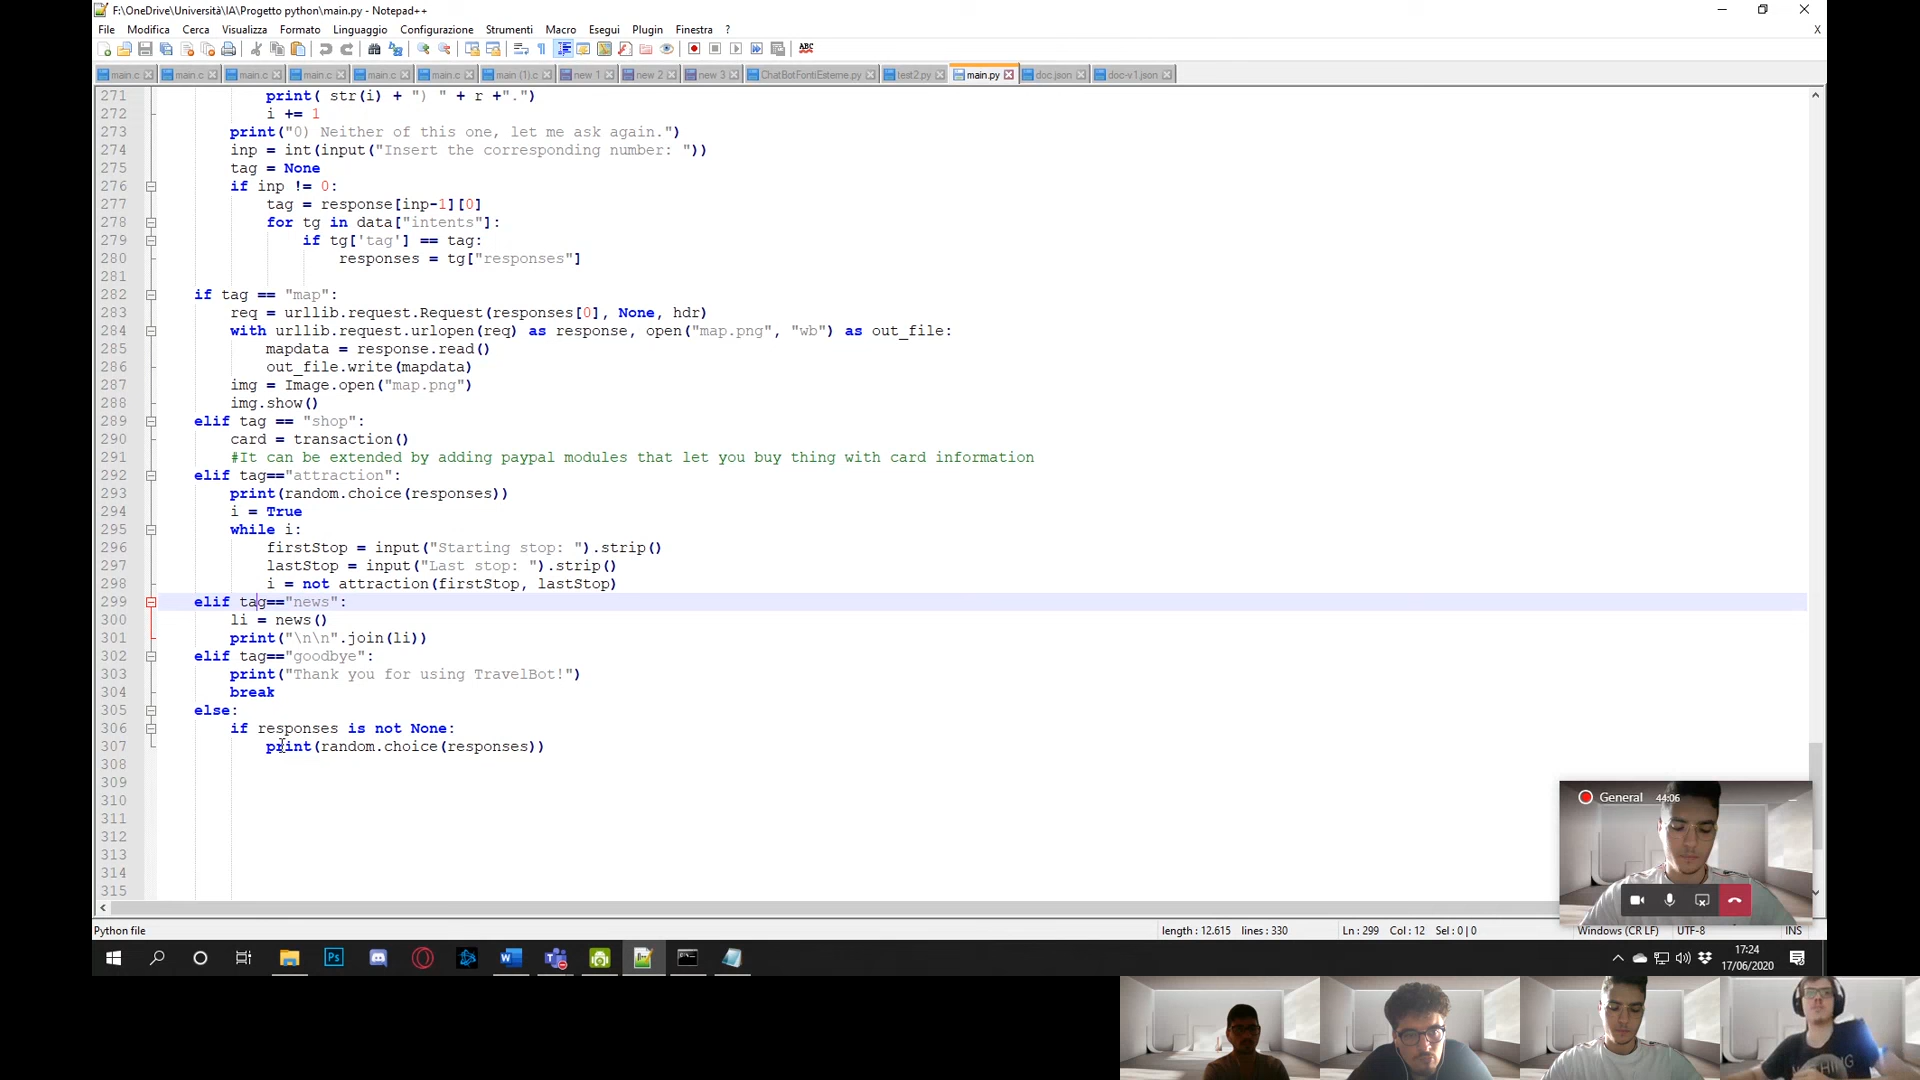 F:\OneDrive\Università\IA\Progetto python\main.py - Notepad++
File Modifica Cerca Visualizza Formato Linguaggio Configurazione Strumenti Macro Esegui Plugin Finestra ? X
main.c main.c main.c main.c main.c main.c main (1).c new 1 new 2 new 3 ChatBotFontiEsterne.py test2.py main.py doc.json doc-v1.json
271 print( str(i) + ") " + r +".")
272 i += 1
273 print("0) Neither of this one, let me ask again.")
274 inp = int(input("Insert the corresponding number: "))
275 tag = None
276 if inp != 0:
277 tag = response[inp-1][0]
278 for tg in data["intents"]:
279 if tg['tag'] == tag:
280 responses = tg["responses"]
281
282 if tag == "map":
283 req = urllib.request.Request(responses[0], None, hdr)
284 with urllib.request.urlopen(req) as response, open("map.png", "wb") as out_file:
285 mapdata = response.read()
286 out_file.write(mapdata)
287 img = Image.open("map.png")
288 img.show()
289 elif tag == "shop":
290 card = transaction()
291 #It can be extended by adding paypal modules that let you buy thing with card information
292 elif tag=="attraction":
293 print(random.choice(responses))
294 i = True
295 while i:
296 firstStop = input("Starting stop: ").strip()
297 lastStop = input("Last stop: ").strip()
298 i = not attraction(firstStop, lastStop)
299 elif tag=="news":
300 li = news()
301 print("\n\n".join(li))
302 elif tag=="goodbye":
303 print("Thank you for using TravelBot!")
304 break
305 else:
306 if responses is not None:
307 print(random.choice(responses))
308
309
310
311
312
313
314
315
General 44:06
Python file length : 12.615 lines : 330 Ln : 299 Col : 12 Sel : 0 | 0 Windows (CR LF) UTF-8 INS
17:24
17/06/2020